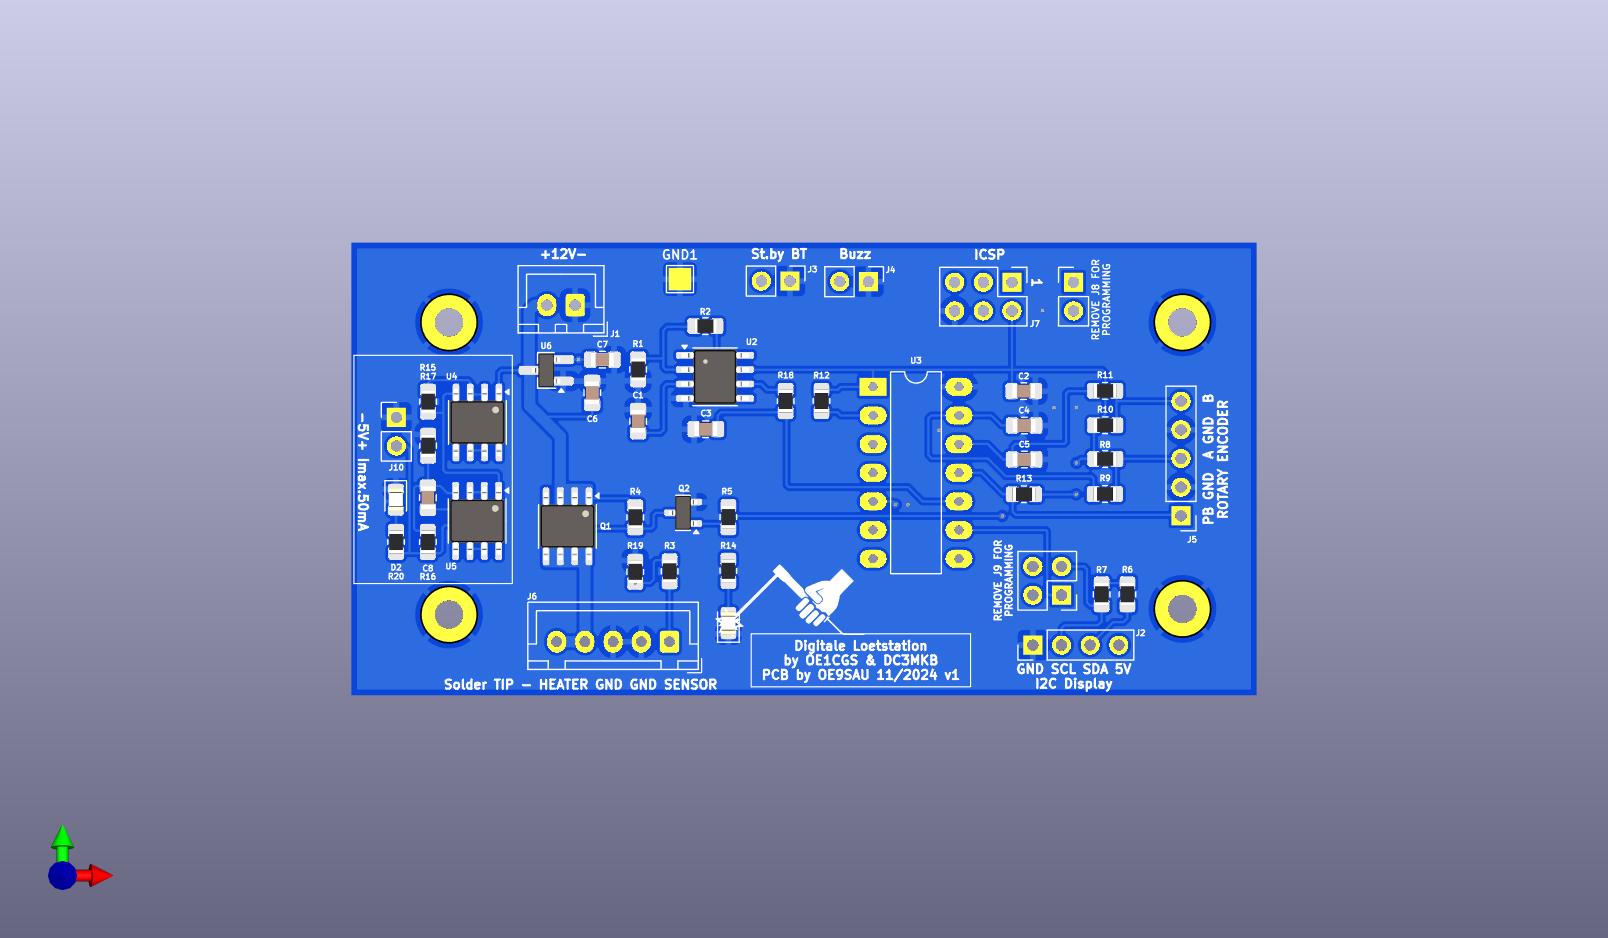 +12V-
GND1
St.by BT
Buzz
ICSP
J3
J4
1
REMOVE J8 FOR
PROGRAMMING
J7
J1
R2
U2
U6
C7
R1
U3
R15
R17
U4
C2
R11
R18
R12
C1
C3
C6
C4
R10
-5V+ Imax.50mA
J10
C5
R8
R13
R9
PB GND A GND B
ROTARY ENCODER
J5
Q1
R4
Q2
R5
D2
R20
C8
R16
U5
R19
R3
R14
REMOVE J9 FOR
PROGRAMMING
R7
R6
J6
J2
Digitale Loetstation
by OE1CGS & DC3MKB
PCB by OE9SAU 11/2024 v1
GND SCL SDA 5V
I2C Display
Solder TIP - HEATER GND GND SENSOR